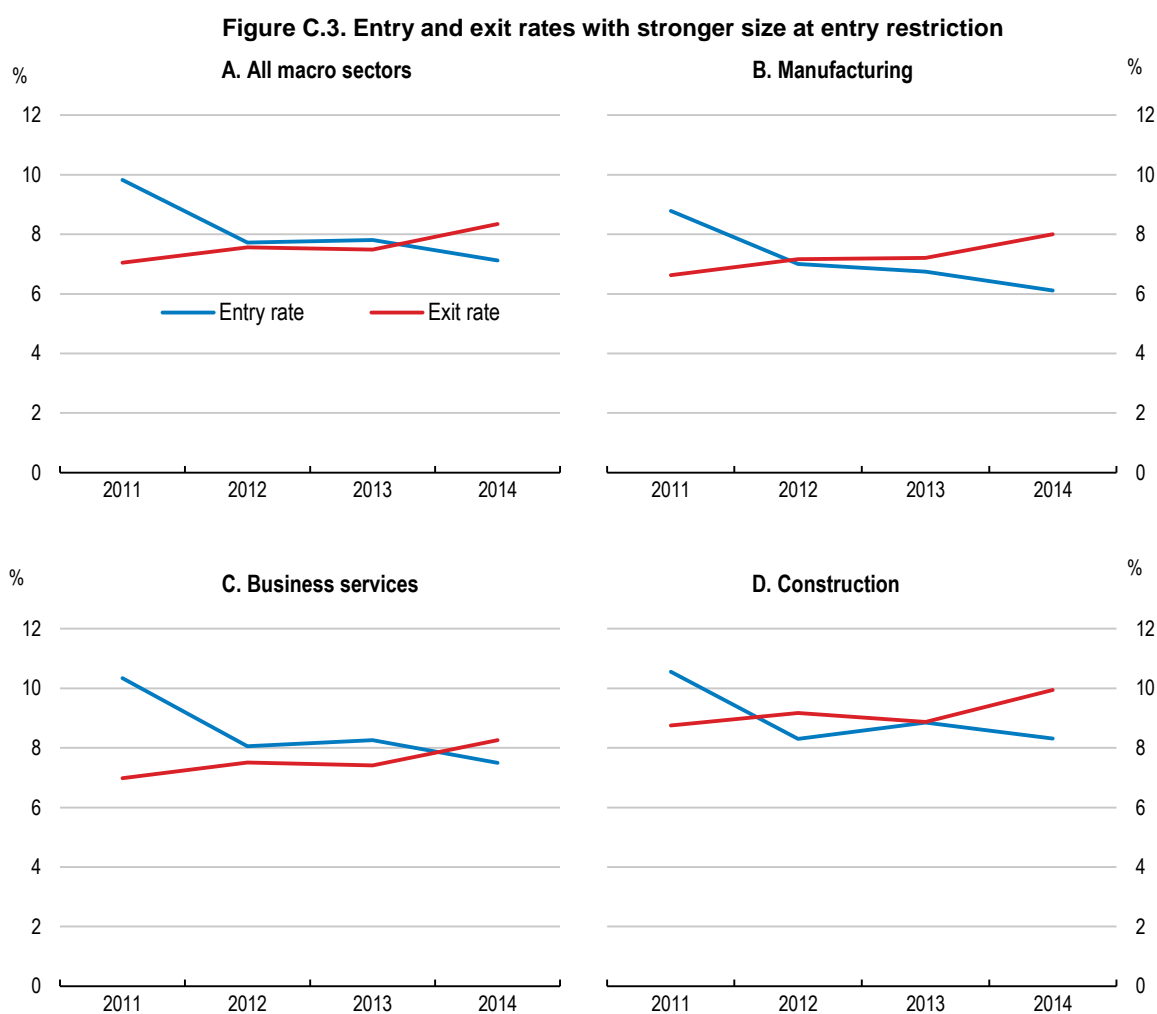 Figure C.3. Entry and exit rates with stronger size at entry restriction
% A. All macro sectors
12
10
8
6
4
2
0
Entry rate Exit rate
2011 2012 2013 2014
B. Manufacturing %
12
10
8
6
4
2
0
2011 2012 2013 2014
% C. Business services
12
10
8
6
4
2
0
2011 2012 2013 2014
D. Construction %
12
10
8
6
4
2
0
2011 2012 2013 2014